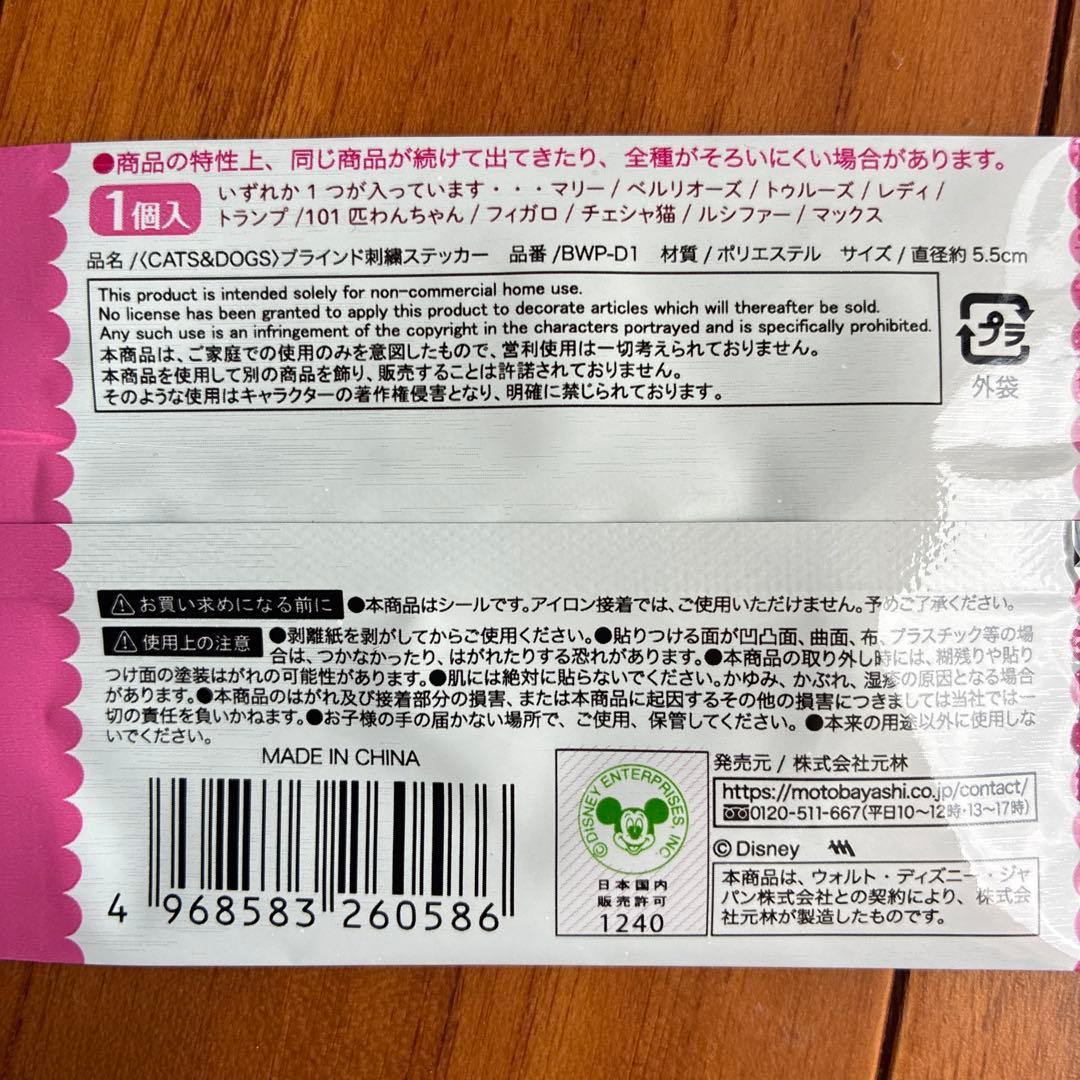 ●商品の特性上、同じ商品が続けて出てきたり、全種がそろいにくい場合があります。
1個入
いずれか1つが入っています・・・マリー/ベルリオーズ/トゥルーズ/レディ/
トランプ/101匹わんちゃん/フィガロ/チェシャ猫/ルシファー/マックス
品名/〈CATS&DOGS〉ブラインド刺繍ステッカー 品番/BWP-D1 材質/ポリエステル サイズ/直径約5.5cm
This product is intended solely for non-commercial home use.
No license has been granted to apply this product to decorate articles which will thereafter be sold.
Any such use is an infringement of the copyright in the characters portrayed and is specifically prohibited.
本商品は、ご家庭での使用のみを意図したもので、営利使用は一切考えられておりません。
本商品を使用して別の商品を飾り、販売することは許諾されておりません。
そのような使用はキャラクターの著作権侵害となり、明確に禁じられております。
プラ
外袋
お買い求めになる前に ●本商品はシールです。アイロン接着では、ご使用いただけません。予めご了承ください。
使用上の注意 ●剥離紙を剥がしてからご使用ください。●貼りつける面が凹凸面、曲面、布、プラスチック等の場
合は、つかなかったり、はがれたりする恐れがあります。●本商品の取り外し時には、糊残りや貼り
つけ面の塗装はがれの可能性があります。●肌には絶対に貼らないでください。かゆみ、かぶれ、湿疹の原因となる場合
があります。●本商品のはがれ及び接着部分の損害、または本商品に起因するその他の損害につきましては当社では一
切の責任を負いかねます。●お子様の手の届かない場所で、ご使用、保管してください。●本来の用途以外に使用しな
いでください。
MADE IN CHINA
4 968583 260586
©DISNEY ENTERPRISES, INC.
日本国内
販売許可
1240
発売元/株式会社元林
https://motobayashi.co.jp/contact/
0120-511-667(平日10〜12時・13〜17時)
©Disney
本商品は、ウォルト・ディズニー・ジャ
パン株式会社との契約により、株式会
社元林が製造したものです。